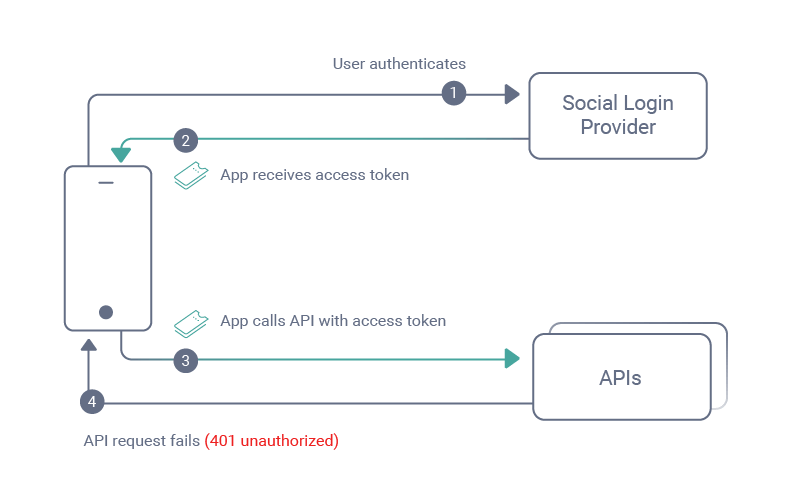 User authenticates
1
Social Login
Provider
2
App receives access token
App calls API with access token
3
APIs
4
API request fails (401 unauthorized)